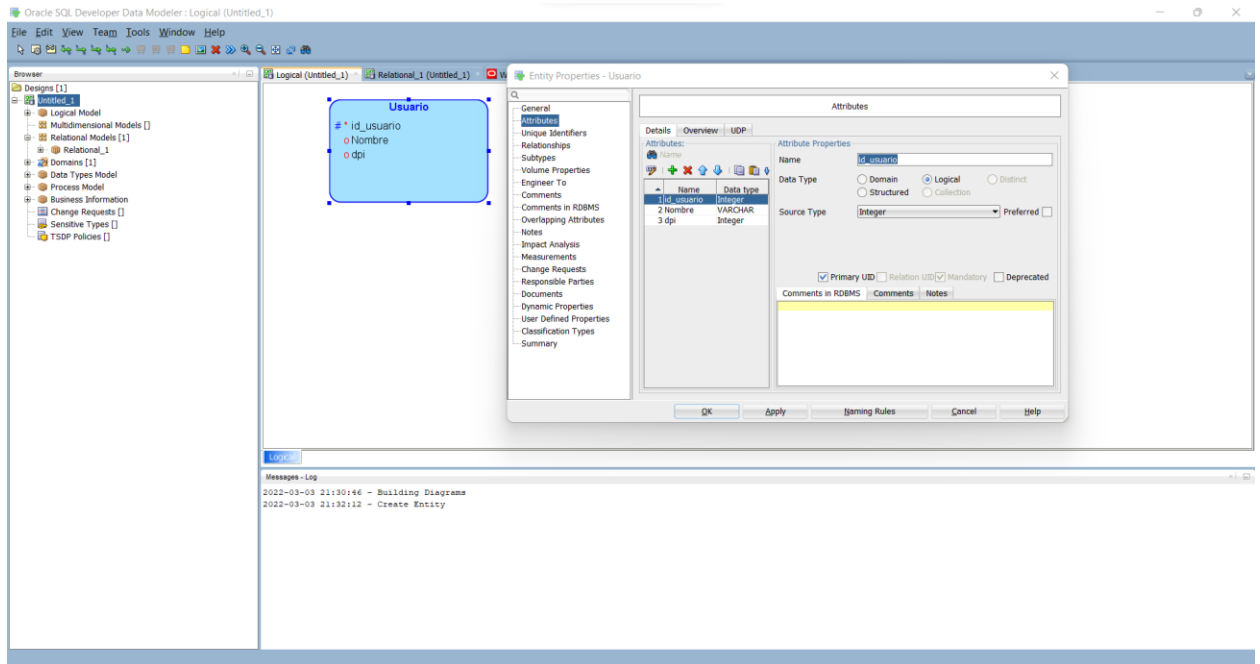 Oracle SQL Developer Data Modeler : Logical (Untitled_1)
File Edit View Team Tools Window Help
Browser
Designs [1]
Untitled_1
Logical Model
Multidimensional Models []
Relational Models [1]
Relational_1
Domains [1]
Data Types Model
Process Model
Business Information
Change Requests []
Sensitive Types []
TSDP Policies []
Logical (Untitled_1) Relational_1 (Untitled_1)
Usuario
# * id_usuario
o Nombre
o dpi
Logical
Entity Properties - Usuario
General
Attributes
Unique Identifiers
Relationships
Subtypes
Volume Properties
Engineer To
Comments
Comments in RDBMS
Overlapping Attributes
Notes
Impact Analysis
Measurements
Change Requests
Responsible Parties
Documents
Dynamic Properties
User Defined Properties
Classification Types
Summary
Attributes
Details Overview UDP
Attributes:
Name
Name Data type
1 id_usuario Integer
2 Nombre VARCHAR
3 dpi Integer
Attribute Properties
Name id_usuario
Data Type Domain Logical Distinct
Structured Collection
Source Type Integer Preferred
Primary UID Relation UID Mandatory Deprecated
Comments in RDBMS Comments Notes
OK Apply Naming Rules Cancel Help
Messages - Log
2022-03-03 21:30:46 - Building Diagrams
2022-03-03 21:32:12 - Create Entity